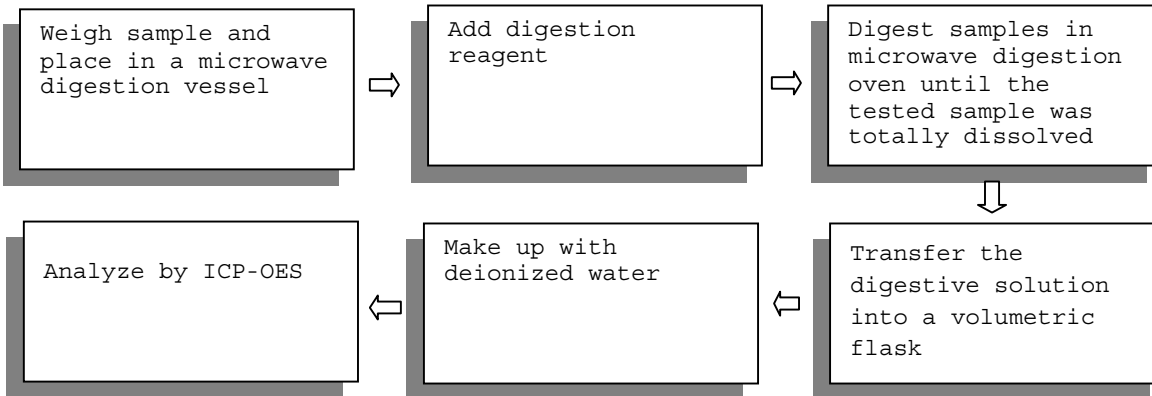 Weigh sample and
place in a microwave
digestion vessel
Add digestion
reagent
Digest samples in
microwave digestion
oven until the
tested sample was
totally dissolved
Transfer the
digestive solution
into a volumetric
flask
Make up with
deionized water
Analyze by ICP-OES